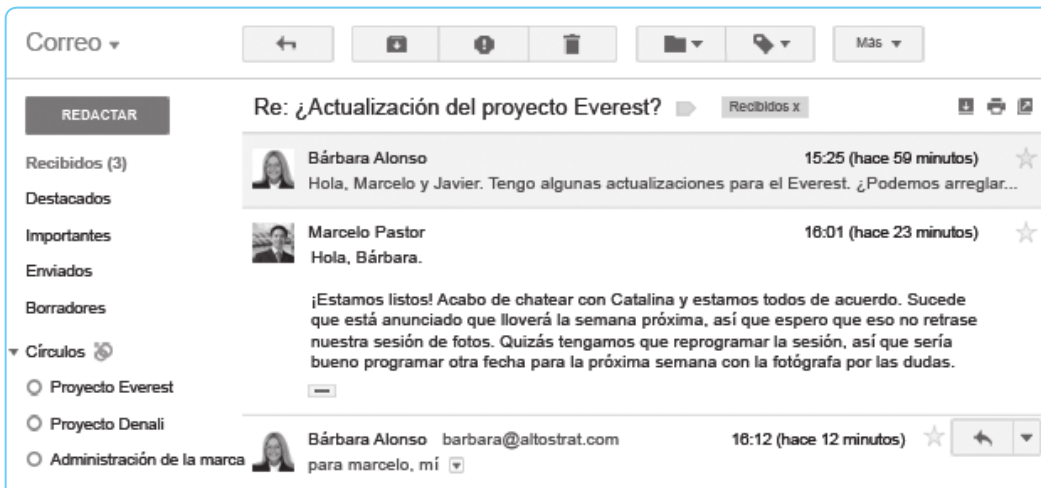 Correo
Más
REDACTAR
Re: ¿Actualización del proyecto Everest?
Recibidos x
Recibidos (3)
Destacados
Importantes
Enviados
Borradores
Círculos
Proyecto Everest
Proyecto Denali
Administración de la marca
Bárbara Alonso 15:25 (hace 59 minutos)
Hola, Marcelo y Javier. Tengo algunas actualizaciones para el Everest. ¿Podemos arreglar...
Marcelo Pastor 16:01 (hace 23 minutos)
Hola, Bárbara.
¡Estamos listos! Acabo de chatear con Catalina y estamos todos de acuerdo. Sucede
que está anunciado que lloverá la semana próxima, así que espero que eso no retrase
nuestra sesión de fotos. Quizás tengamos que reprogramar la sesión, así que sería
bueno programar otra fecha para la próxima semana con la fotógrafa por las dudas.
Bárbara Alonso barbara@altostrat.com 16:12 (hace 12 minutos)
para marcelo, mí